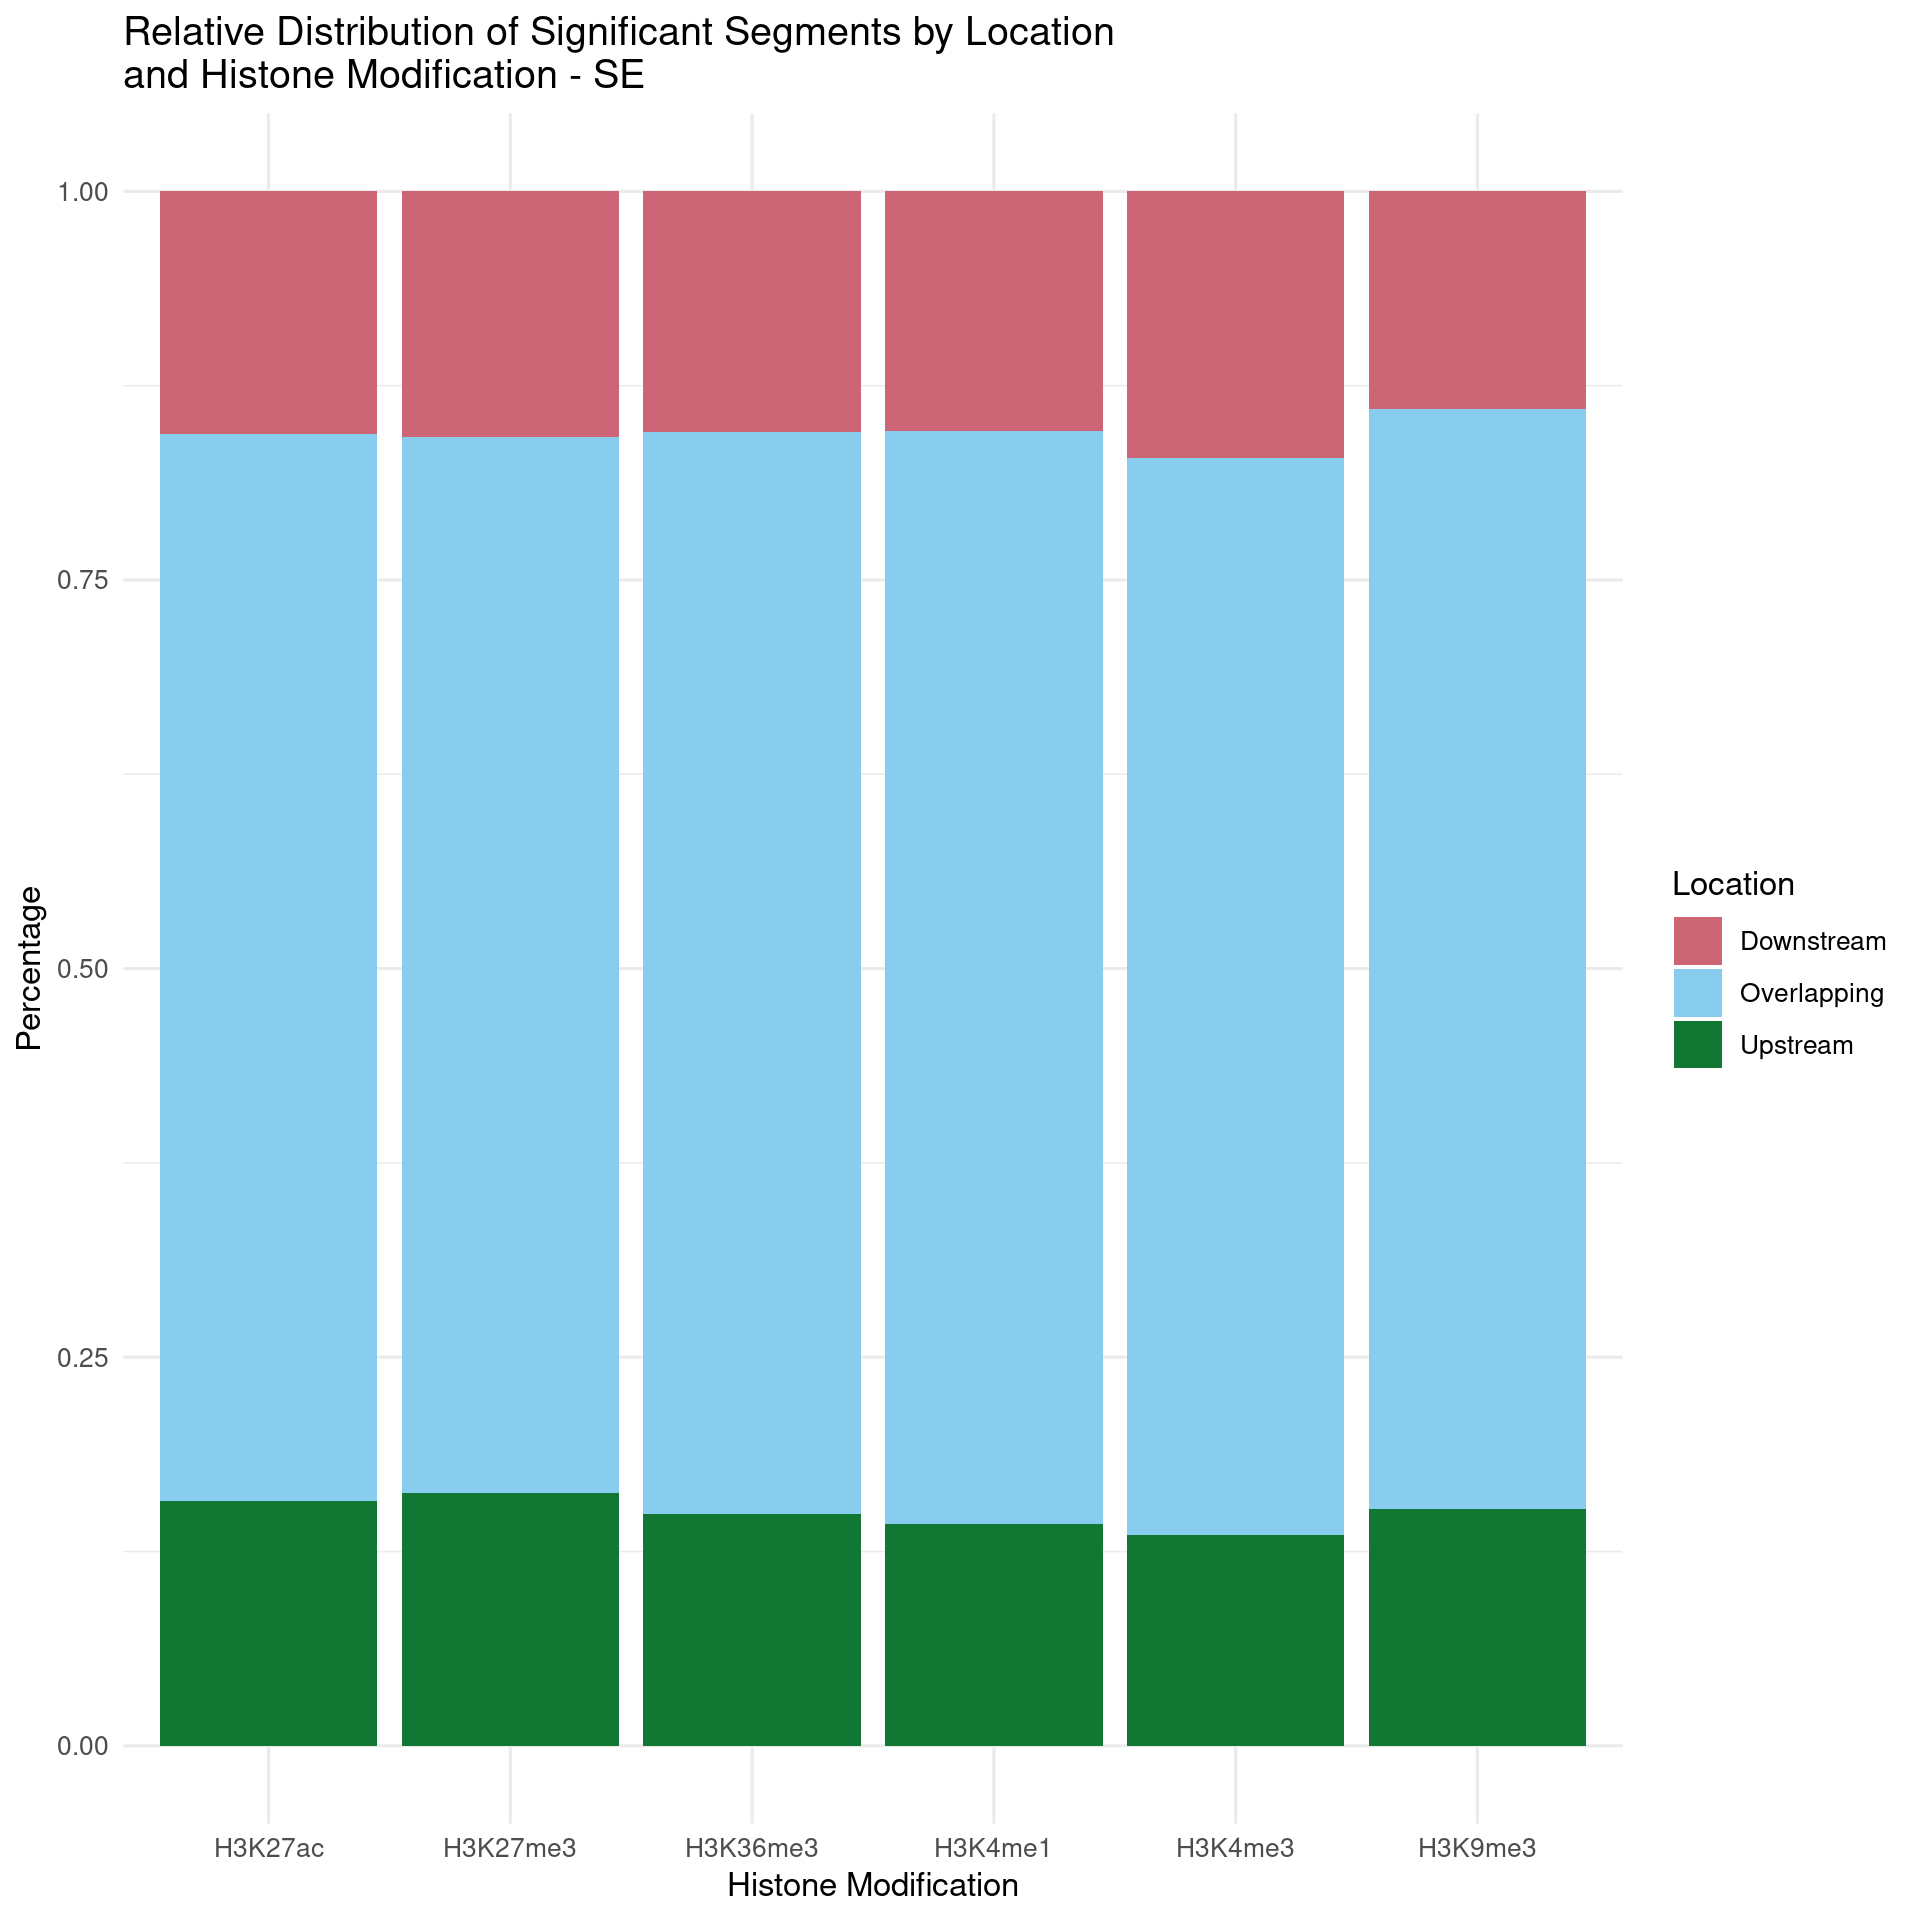 Relative Distribution of Significant Segments by Location
and Histone Modification - SE
Percentage
1.00
0.75
0.50
0.25
0.00
H3K27ac
H3K27me3
H3K36me3
H3K4me1
H3K4me3
H3K9me3
Histone Modification
Location
Downstream
Overlapping
Upstream